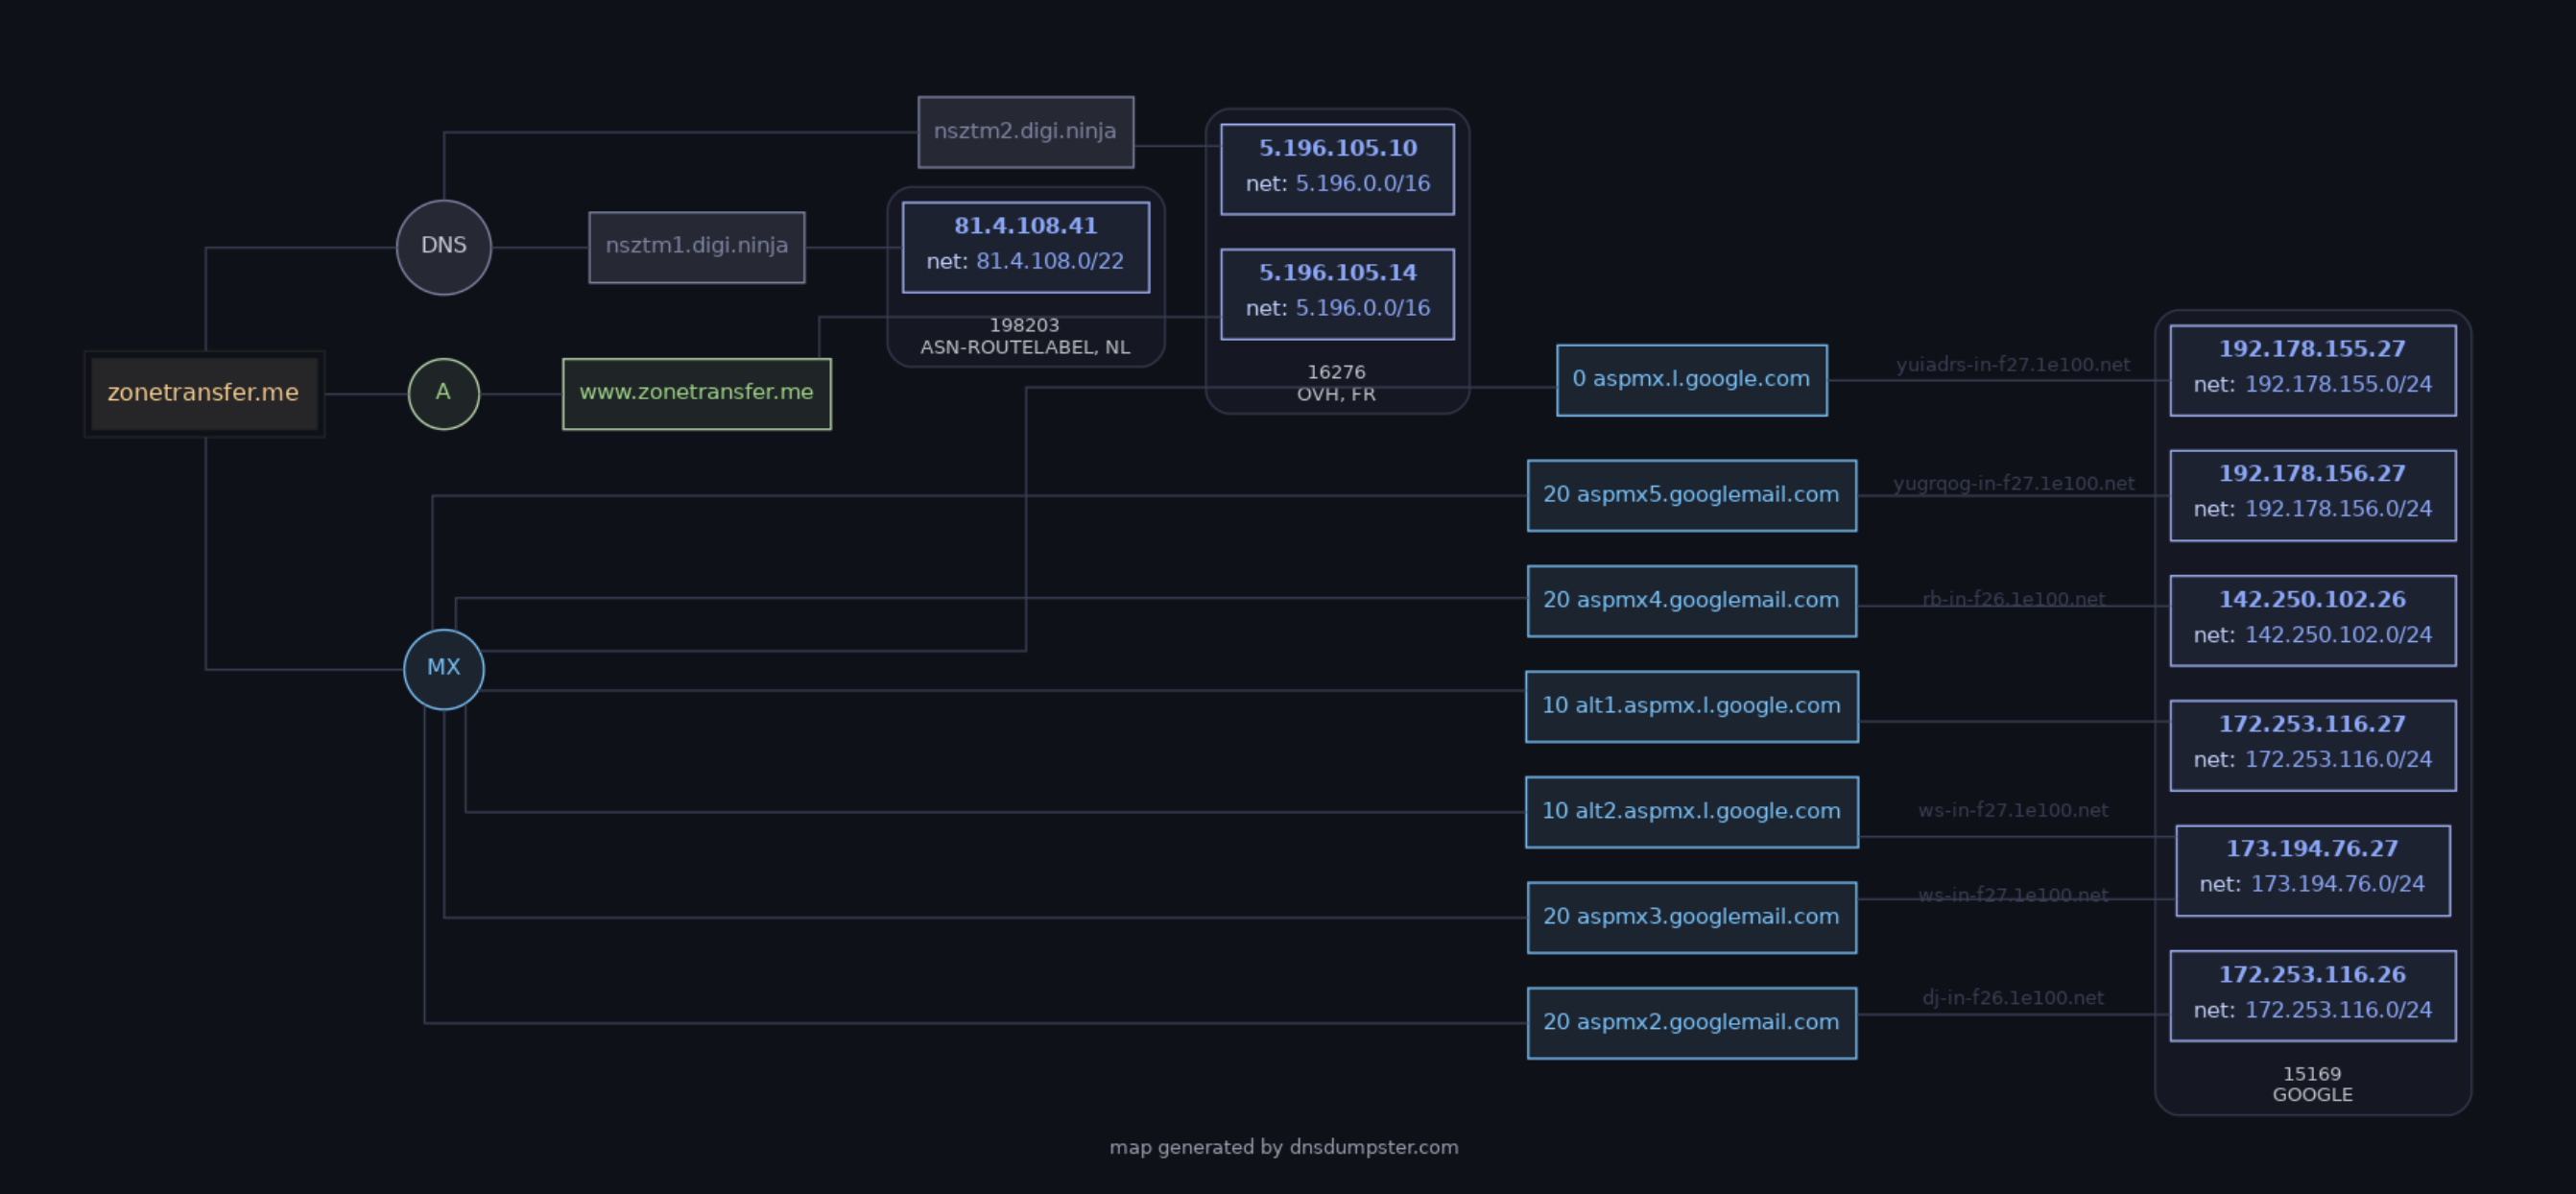 nsztm2.digi.ninja
5.196.105.10
net: 5.196.0.0/16
DNS
nsztm1.digi.ninja
81.4.108.41
net: 81.4.108.0/22
5.196.105.14
net: 5.196.0.0/16
198203
ASN-ROUTELABEL, NL
16276
OVH, FR
zonetransfer.me
A
www.zonetransfer.me
0 aspmx.l.google.com
yuiadrs-in-f27.1e100.net
192.178.155.27
net: 192.178.155.0/24
20 aspmx5.googlemail.com
yugrqog-in-f27.1e100.net
192.178.156.27
net: 192.178.156.0/24
20 aspmx4.googlemail.com
rb-in-f26.1e100.net
142.250.102.26
net: 142.250.102.0/24
MX
10 alt1.aspmx.l.google.com
172.253.116.27
net: 172.253.116.0/24
10 alt2.aspmx.l.google.com
ws-in-f27.1e100.net
173.194.76.27
net: 173.194.76.0/24
20 aspmx3.googlemail.com
ws-in-f27.1e100.net
20 aspmx2.googlemail.com
dj-in-f26.1e100.net
172.253.116.26
net: 172.253.116.0/24
15169
GOOGLE
map generated by dnsdumpster.com